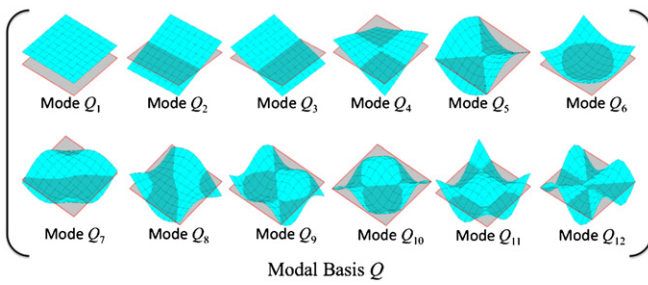 Mode Q₁ Mode Q₂ Mode Q₃ Mode Q₄ Mode Q₅ Mode Q₆
Mode Q₇ Mode Q₈ Mode Q₉ Mode Q₁₀ Mode Q₁₁ Mode Q₁₂
Modal Basis Q